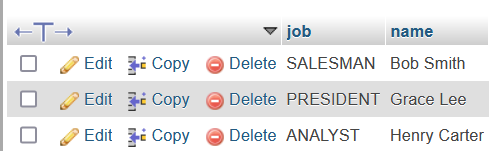 job name
Edit Copy Delete SALESMAN Bob Smith
Edit Copy Delete PRESIDENT Grace Lee
Edit Copy Delete ANALYST Henry Carter